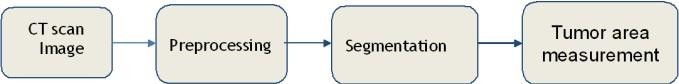 CT scan
Image
Preprocessing
Segmentation
Tumor area
measurement